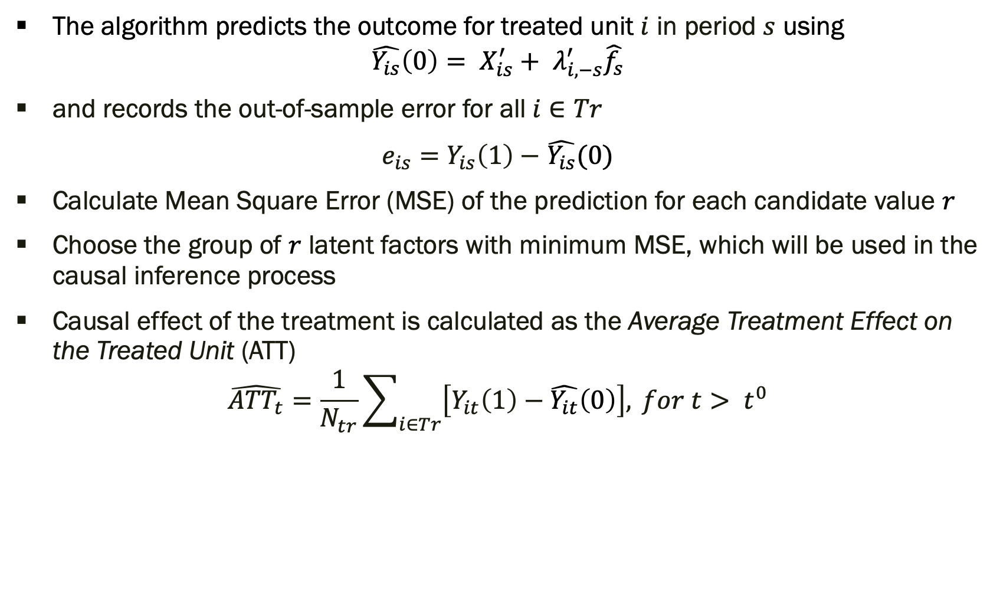 ▪ The algorithm predicts the outcome for treated unit 𝑖 in period 𝑠 using
$\widehat{Y_{is}}(0) = X'_{is} + \lambda'_{i,-s}\widehat{f}_s$
▪ and records the out-of-sample error for all 𝑖 ∈ 𝑇𝑟
$e_{is} = Y_{is}(1) - \widehat{Y_{is}}(0)$
▪ Calculate Mean Square Error (MSE) of the prediction for each candidate value 𝑟
▪ Choose the group of 𝑟 latent factors with minimum MSE, which will be used in the
causal inference process
▪ Causal effect of the treatment is calculated as the Average Treatment Effect on
the Treated Unit (ATT)
$\widehat{ATT_t} = \frac{1}{N_{tr}} \sum_{i \in Tr} [Y_{it}(1) - \widehat{Y_{it}}(0)], for\ t > t^0$